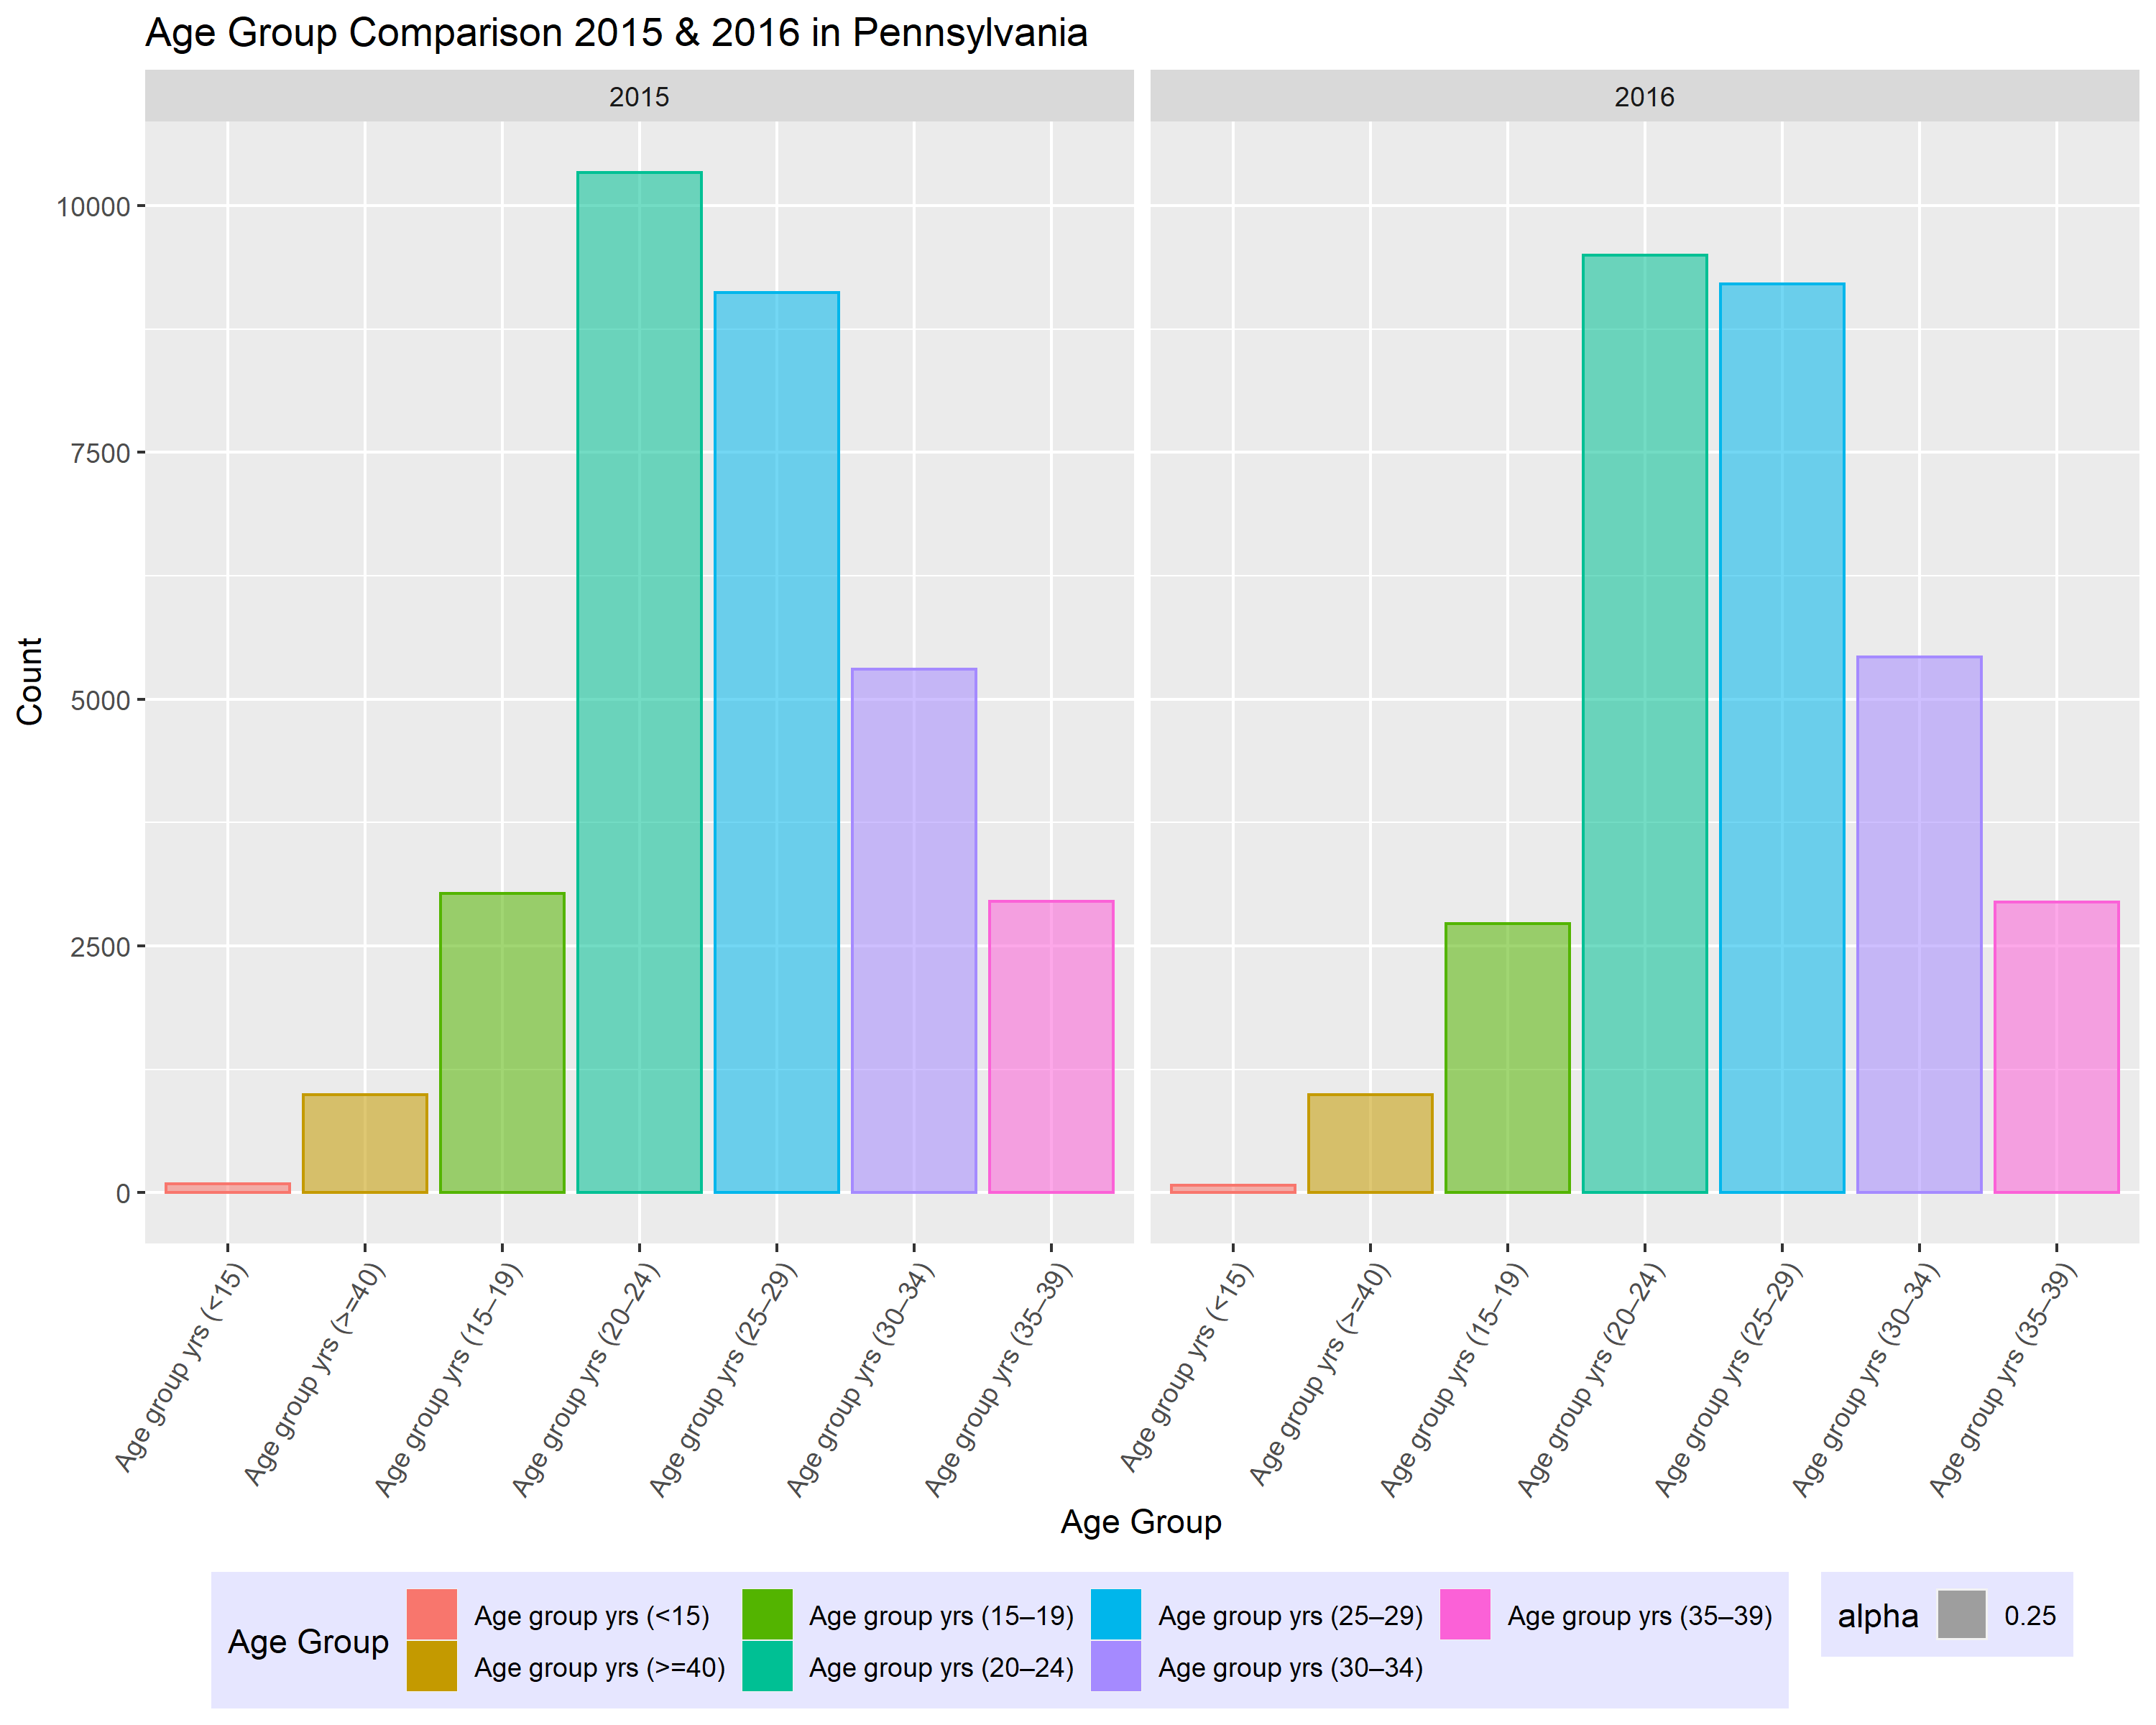 Age Group Comparison 2015 & 2016 in Pennsylvania
2015
2016
Count
10000
7500
5000
2500
0
Age group yrs (<15)
Age group yrs (>=40)
Age group yrs (15–19)
Age group yrs (20–24)
Age group yrs (25–29)
Age group yrs (30–34)
Age group yrs (35–39)
Age group yrs (<15)
Age group yrs (>=40)
Age group yrs (15–19)
Age group yrs (20–24)
Age group yrs (25–29)
Age group yrs (30–34)
Age group yrs (35–39)
Age Group
Age Group
Age group yrs (<15)
Age group yrs (>=40)
Age group yrs (15–19)
Age group yrs (20–24)
Age group yrs (25–29)
Age group yrs (30–34)
Age group yrs (35–39)
alpha
0.25